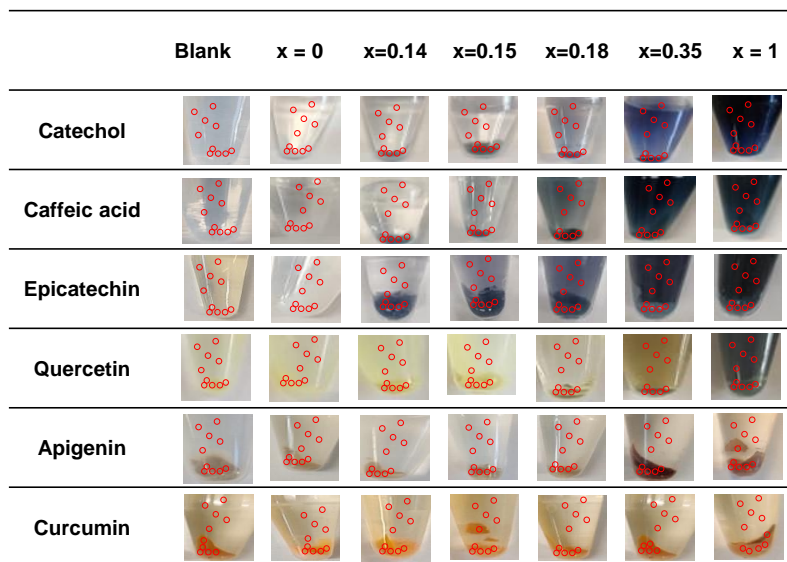 Blank x = 0 x=0.14 x=0.15 x=0.18 x=0.35 x = 1
Catechol
Caffeic acid
Epicatechin
Quercetin
Apigenin
Curcumin